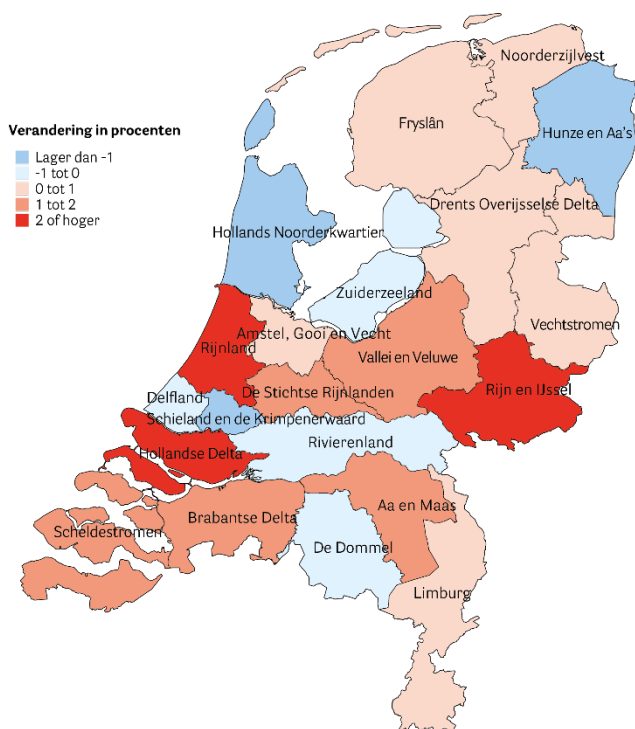 Verandering in procenten
Lager dan -1
-1 tot 0
0 tot 1
1 tot 2
2 of hoger
Noorderzijlvest
Fryslân
Hunze en Aa's
Drents Overijsselse Delta
Hollands Noorderkwartier
Zuiderzeeland
Vechtstromen
Amstel, Gooi en Vecht
Rijnland
Vallei en Veluwe
Rijn en IJssel
Delfland
De Stichtse Rijnlanden
Schieland en de Krimpenerwaard
Rivierenland
Hollandse Delta
Aa en Maas
Brabantse Delta
Scheldestromen
De Dommel
Limburg